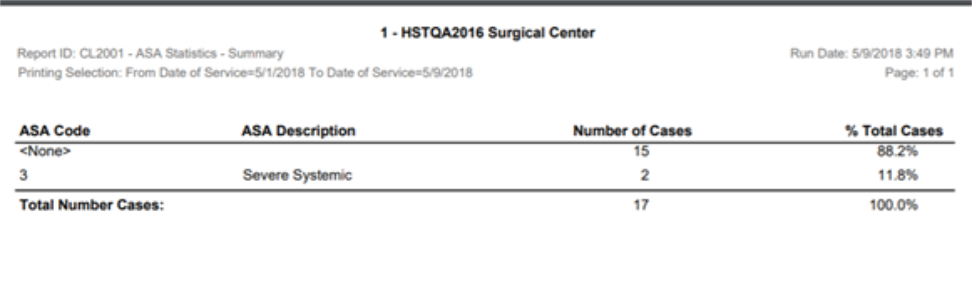 1 - HSTQA2016 Surgical Center
Report ID: CL2001 - ASA Statistics - Summary Run Date: 5/9/2018 3:49 PM
Printing Selection: From Date of Service=5/1/2018 To Date of Service=5/9/2018 Page: 1 of 1
ASA Code ASA Description Number of Cases % Total Cases
<None> 15 88.2%
3 Severe Systemic 2 11.8%
Total Number Cases: 17 100.0%